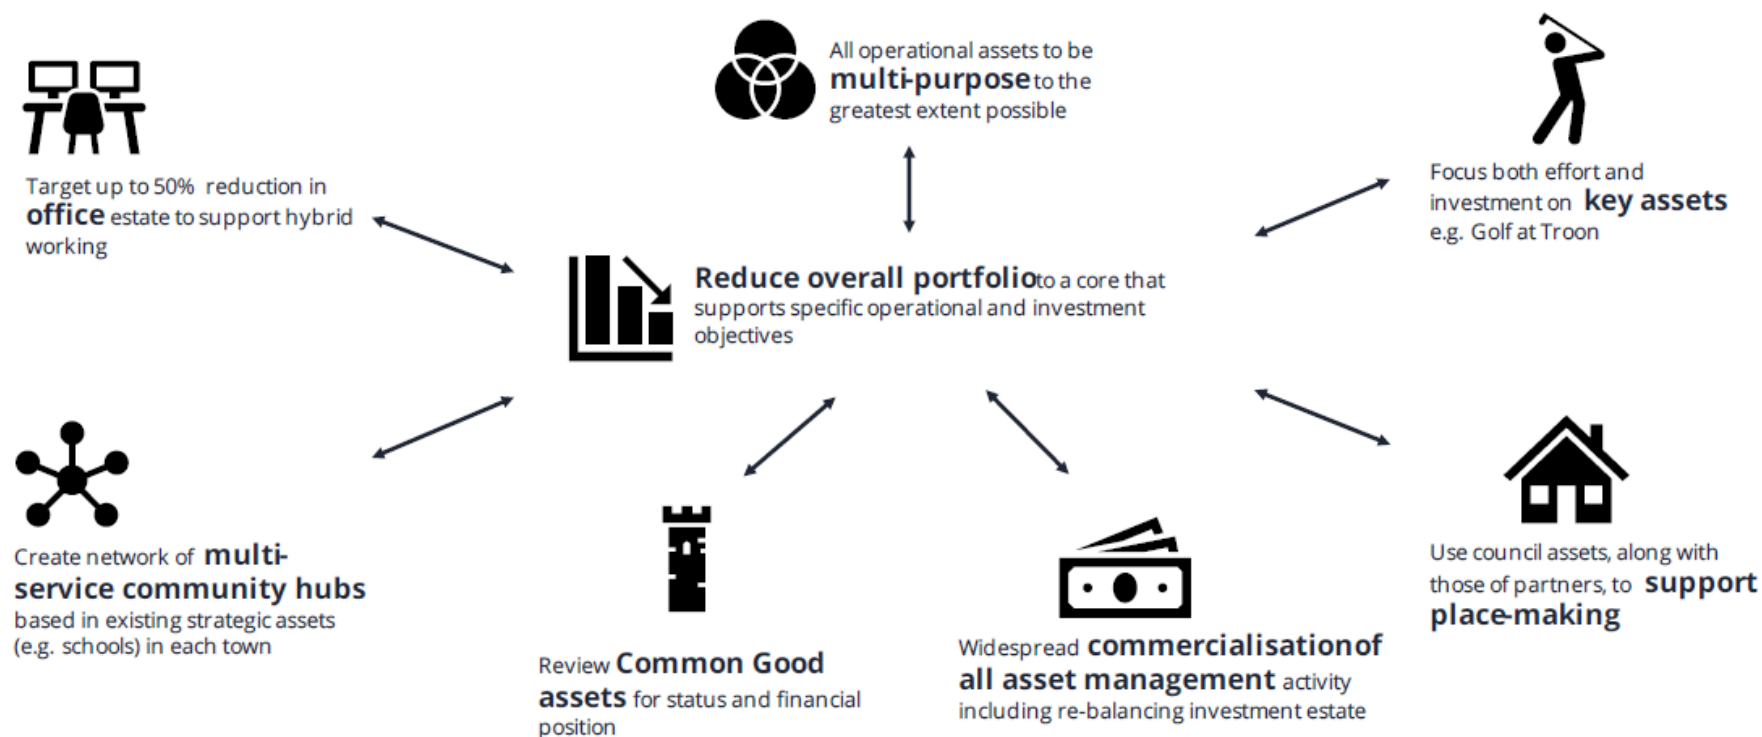 All operational assets to be
multi-purpose to the
greatest extent possible
Target up to 50% reduction in
office estate to support hybrid
working
Focus both effort and
investment on key assets
e.g. Golf at Troon
Reduce overall portfolio to a core that
supports specific operational and investment
objectives
Create network of multi-
service community hubs
based in existing strategic assets
(e.g. schools) in each town
Review Common Good
assets for status and financial
position
Widespread commercialisation of
all asset management activity
including re-balancing investment estate
Use council assets, along with
those of partners, to support
place-making